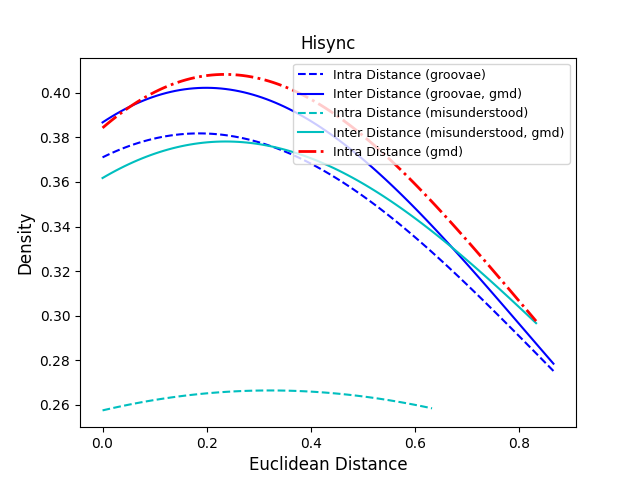 Hisync
Intra Distance (groovae)
Inter Distance (groovae, gmd)
Intra Distance (misunderstood)
Inter Distance (misunderstood, gmd)
Intra Distance (gmd)
Density
0.40
0.38
0.36
0.34
0.32
0.30
0.28
0.26
0.0 0.2 0.4 0.6 0.8
Euclidean Distance